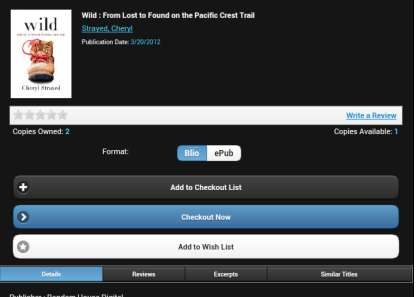 wild
Cheryl Strayed
Wild : From Lost to Found on the Pacific Crest Trail
Strayed, Cheryl
Publication Date: 3/20/2012
Write a Review
Copies Owned: 2
Copies Available: 1
Format:
Blio
ePub
Add to Checkout List
Checkout Now
Add to Wish List
Details
Reviews
Excerpts
Similar Titles
Publisher : Random House Digital